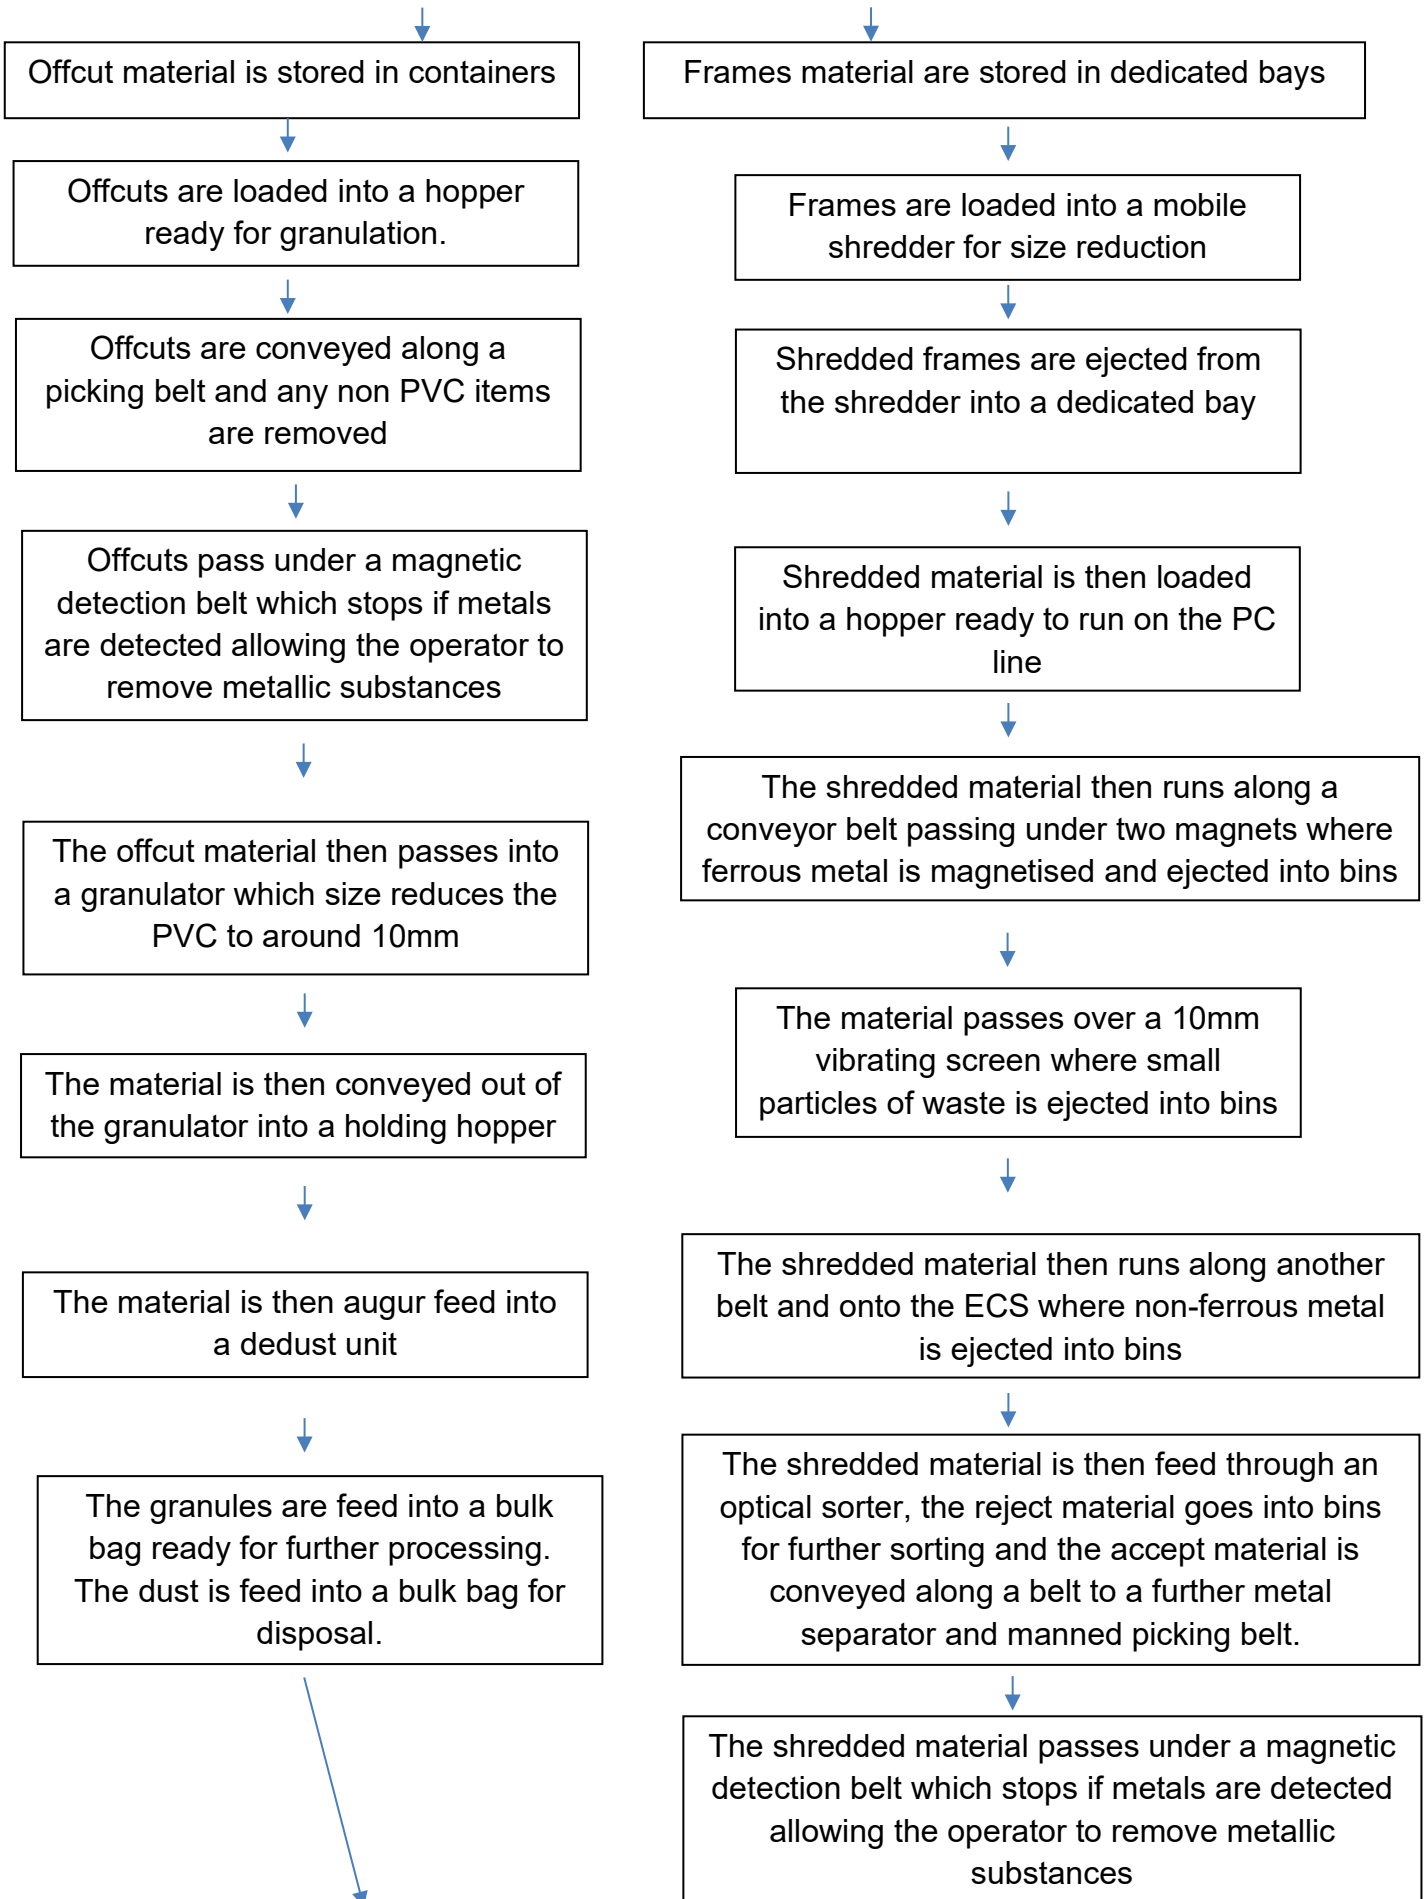 Offcut material is stored in containers
Offcuts are loaded into a hopper
ready for granulation.
Offcuts are conveyed along a
picking belt and any non PVC items
are removed
Offcuts pass under a magnetic
detection belt which stops if metals
are detected allowing the operator to
remove metallic substances
The offcut material then passes into
a granulator which size reduces the
PVC to around 10mm
The material is then conveyed out of
the granulator into a holding hopper
The material is then augur feed into
a dedust unit
The granules are feed into a bulk
bag ready for further processing.
The dust is feed into a bulk bag for
disposal.
Frames material are stored in dedicated bays
Frames are loaded into a mobile
shredder for size reduction
Shredded frames are ejected from
the shredder into a dedicated bay
Shredded material is then loaded
into a hopper ready to run on the PC
line
The shredded material then runs along a
conveyor belt passing under two magnets where
ferrous metal is magnetised and ejected into bins
The material passes over a 10mm
vibrating screen where small
particles of waste is ejected into bins
The shredded material then runs along another
belt and onto the ECS where non-ferrous metal
is ejected into bins
The shredded material is then feed through an
optical sorter, the reject material goes into bins
for further sorting and the accept material is
conveyed along a belt to a further metal
separator and manned picking belt.
The shredded material passes under a magnetic
detection belt which stops if metals are detected
allowing the operator to remove metallic
substances